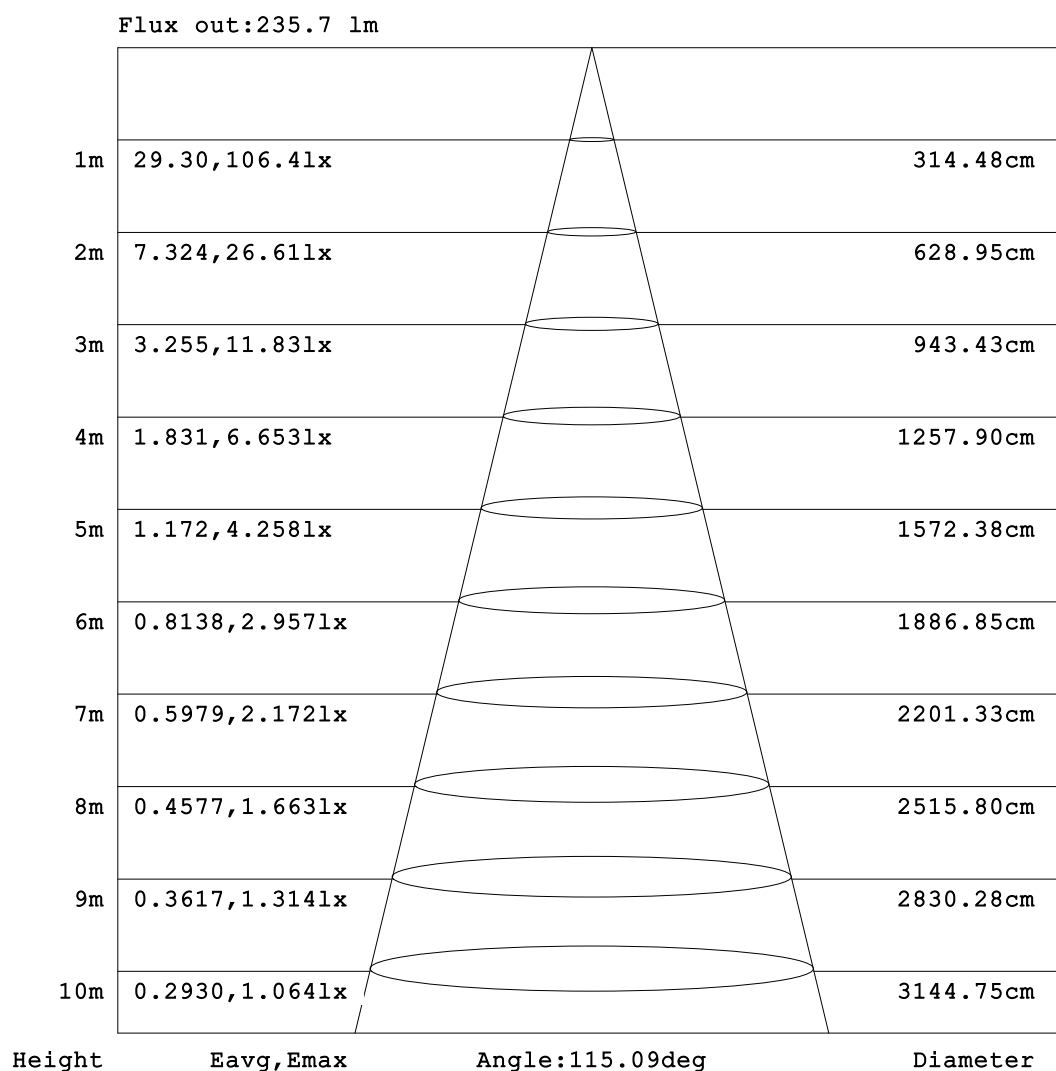 Flux out:235.7 lm
1m 29.30,106.4lx 314.48cm
2m 7.324,26.61lx 628.95cm
3m 3.255,11.83lx 943.43cm
4m 1.831,6.653lx 1257.90cm
5m 1.172,4.258lx 1572.38cm
6m 0.8138,2.957lx 1886.85cm
7m 0.5979,2.172lx 2201.33cm
8m 0.4577,1.663lx 2515.80cm
9m 0.3617,1.314lx 2830.28cm
10m 0.2930,1.064lx 3144.75cm
Height Eavg,Emax Angle:115.09deg Diameter